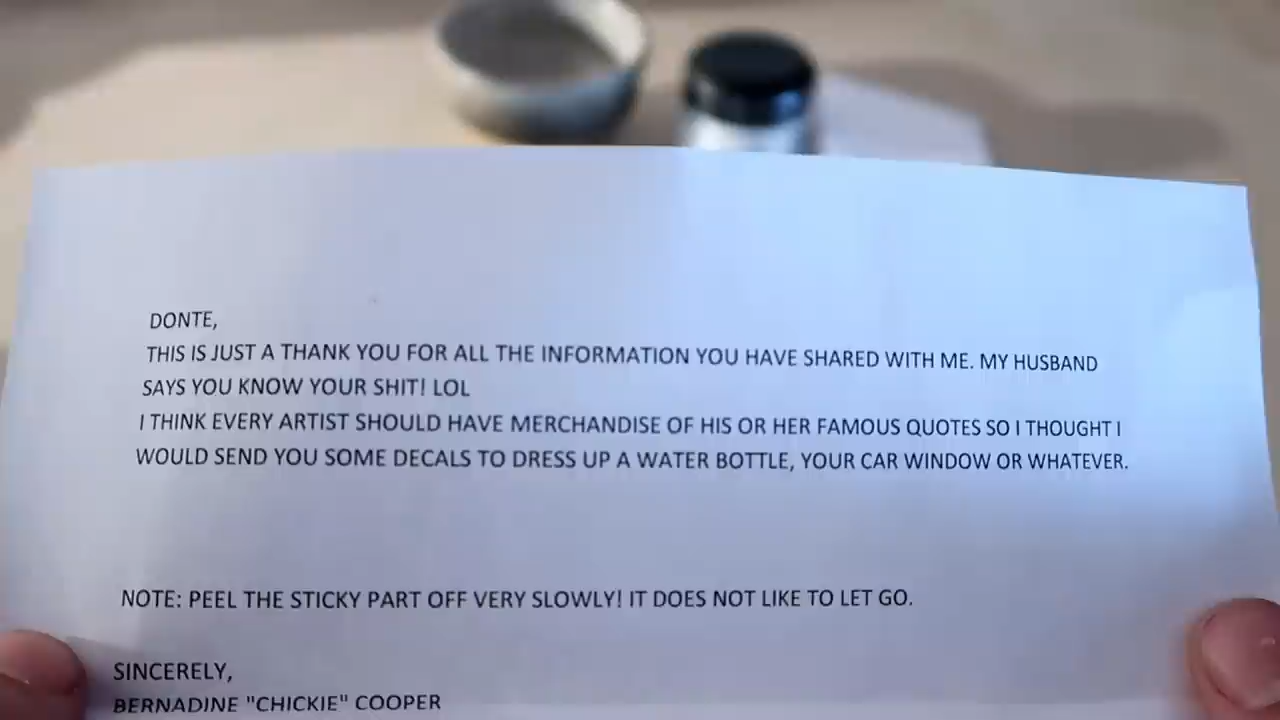 DONTE,
THIS IS JUST A THANK YOU FOR ALL THE INFORMATION YOU HAVE SHARED WITH ME. MY HUSBAND
SAYS YOU KNOW YOUR SHIT! LOL
I THINK EVERY ARTIST SHOULD HAVE MERCHANDISE OF HIS OR HER FAMOUS QUOTES SO I THOUGHT I
WOULD SEND YOU SOME DECALS TO DRESS UP A WATER BOTTLE, YOUR CAR WINDOW OR WHATEVER.
NOTE: PEEL THE STICKY PART OFF VERY SLOWLY! IT DOES NOT LIKE TO LET GO.
SINCERELY,
BERNADINE "CHICKIE" COOPER